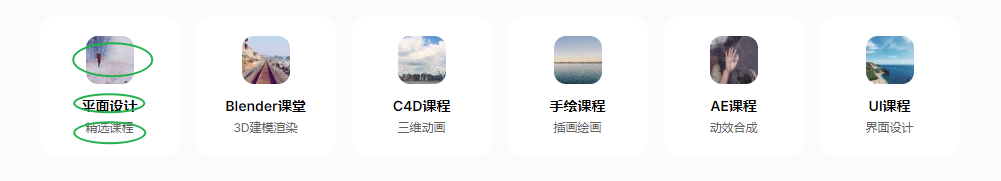 平面设计
精选课程
Blender课堂
3D建模渲染
C4D课程
三维动画
手绘课程
插画绘画
AE课程
动效合成
UI课程
界面设计